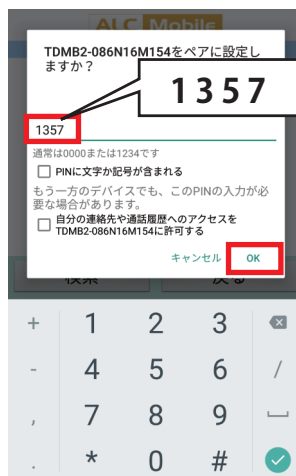 ALC Mobile
TDMB2-086N16M154をペアに設定し
ますか？
1357
1357
通常は0000または1234です
PINに文字か記号が含まれる
もう一方のデバイスでも、このPINの入力が必
要な場合があります。
自分の連絡先や通話履歴へのアクセスを
TDMB2-086N16M154に許可する
キャンセル OK
検索 戻る
+ 1 2 3
- 4 5 6 /
, 7 8 9
. * 0 #